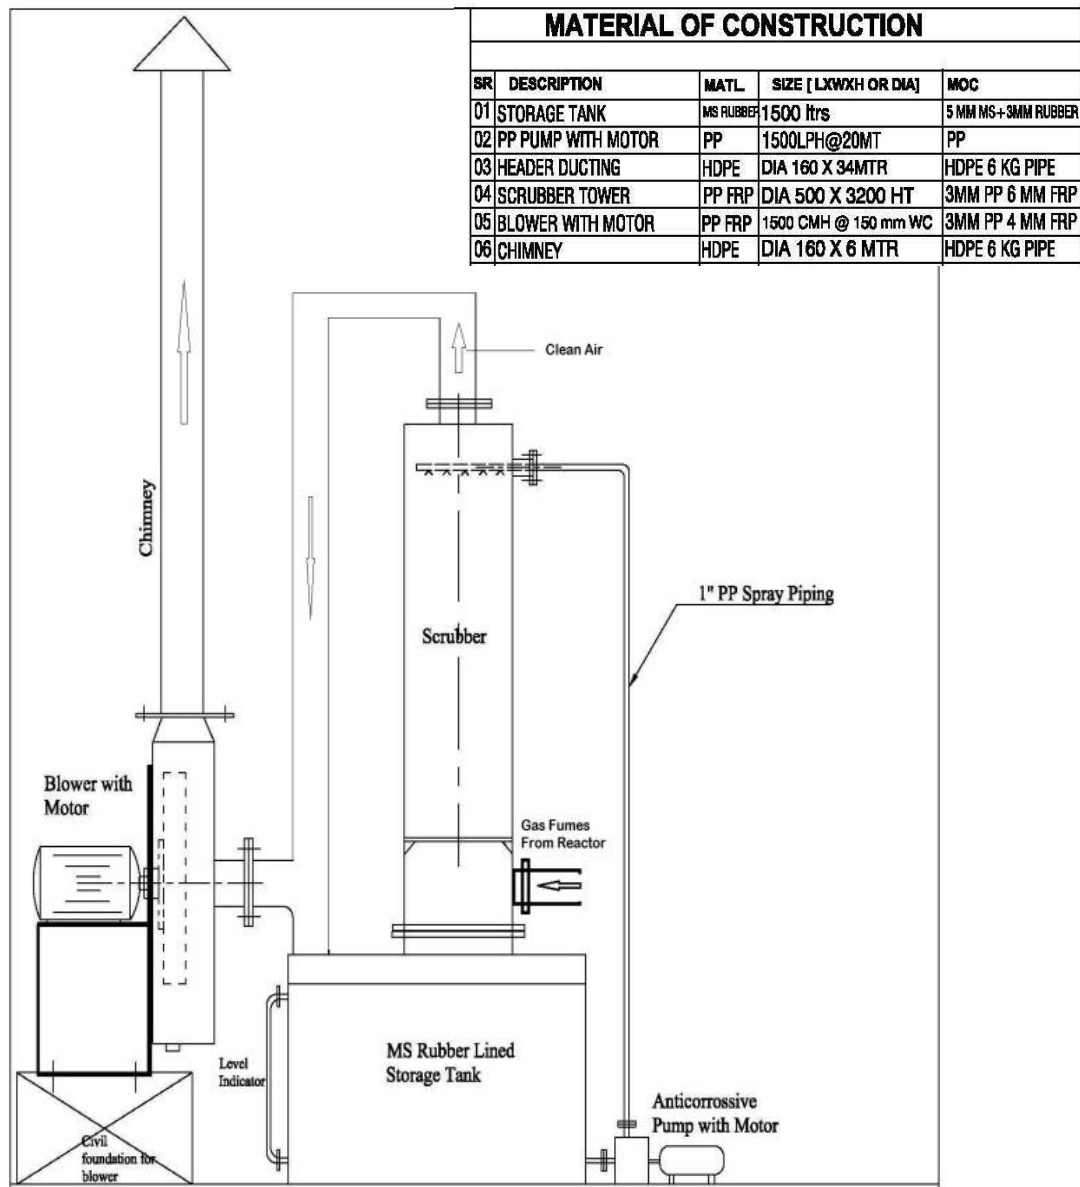 MATERIAL OF CONSTRUCTION
SR DESCRIPTION MATL SIZE [ LXWXH OR DIA] MOC
01 STORAGE TANK MS RUBBER 1500 ltrs 5 MM MS+3MM RUBBER
02 PP PUMP WITH MOTOR PP 1500LPH@20MT PP
03 HEADER DUCTING HDPE DIA 160 X 34MTR HDPE 6 KG PIPE
04 SCRUBBER TOWER PP FRP DIA 500 X 3200 HT 3MM PP 6 MM FRP
05 BLOWER WITH MOTOR PP FRP 1500 CMH @ 150 mm WC 3MM PP 4 MM FRP
06 CHIMNEY HDPE DIA 160 X 6 MTR HDPE 6 KG PIPE
Clean Air
Chimney
1" PP Spray Piping
Scrubber
Blower with
Motor
Gas Fumes
From Reactor
MS Rubber Lined
Storage Tank
Level
Indicator
Anticorrossive
Pump with Motor
Civil
foundation for
blower